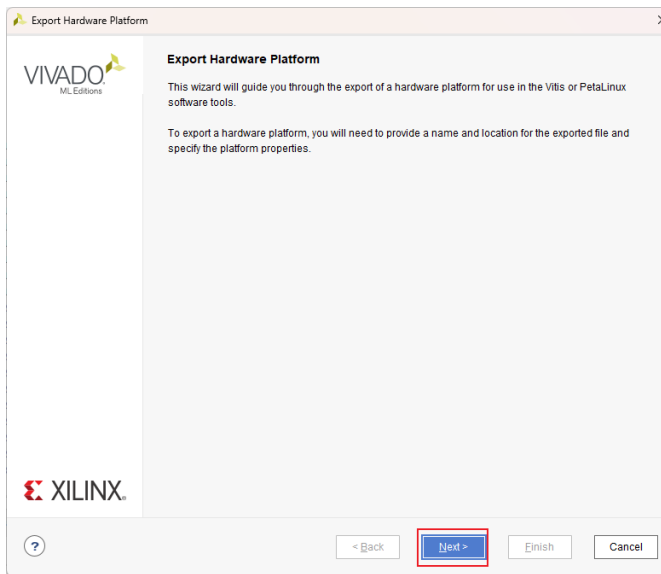 Export Hardware Platform
VIVADO
ML Editions
Export Hardware Platform
This wizard will guide you through the export of a hardware platform for use in the Vitis or PetaLinux
software tools.
To export a hardware platform, you will need to provide a name and location for the exported file and
specify the platform properties.
XILINX.
?
< Back
Next >
Finish
Cancel